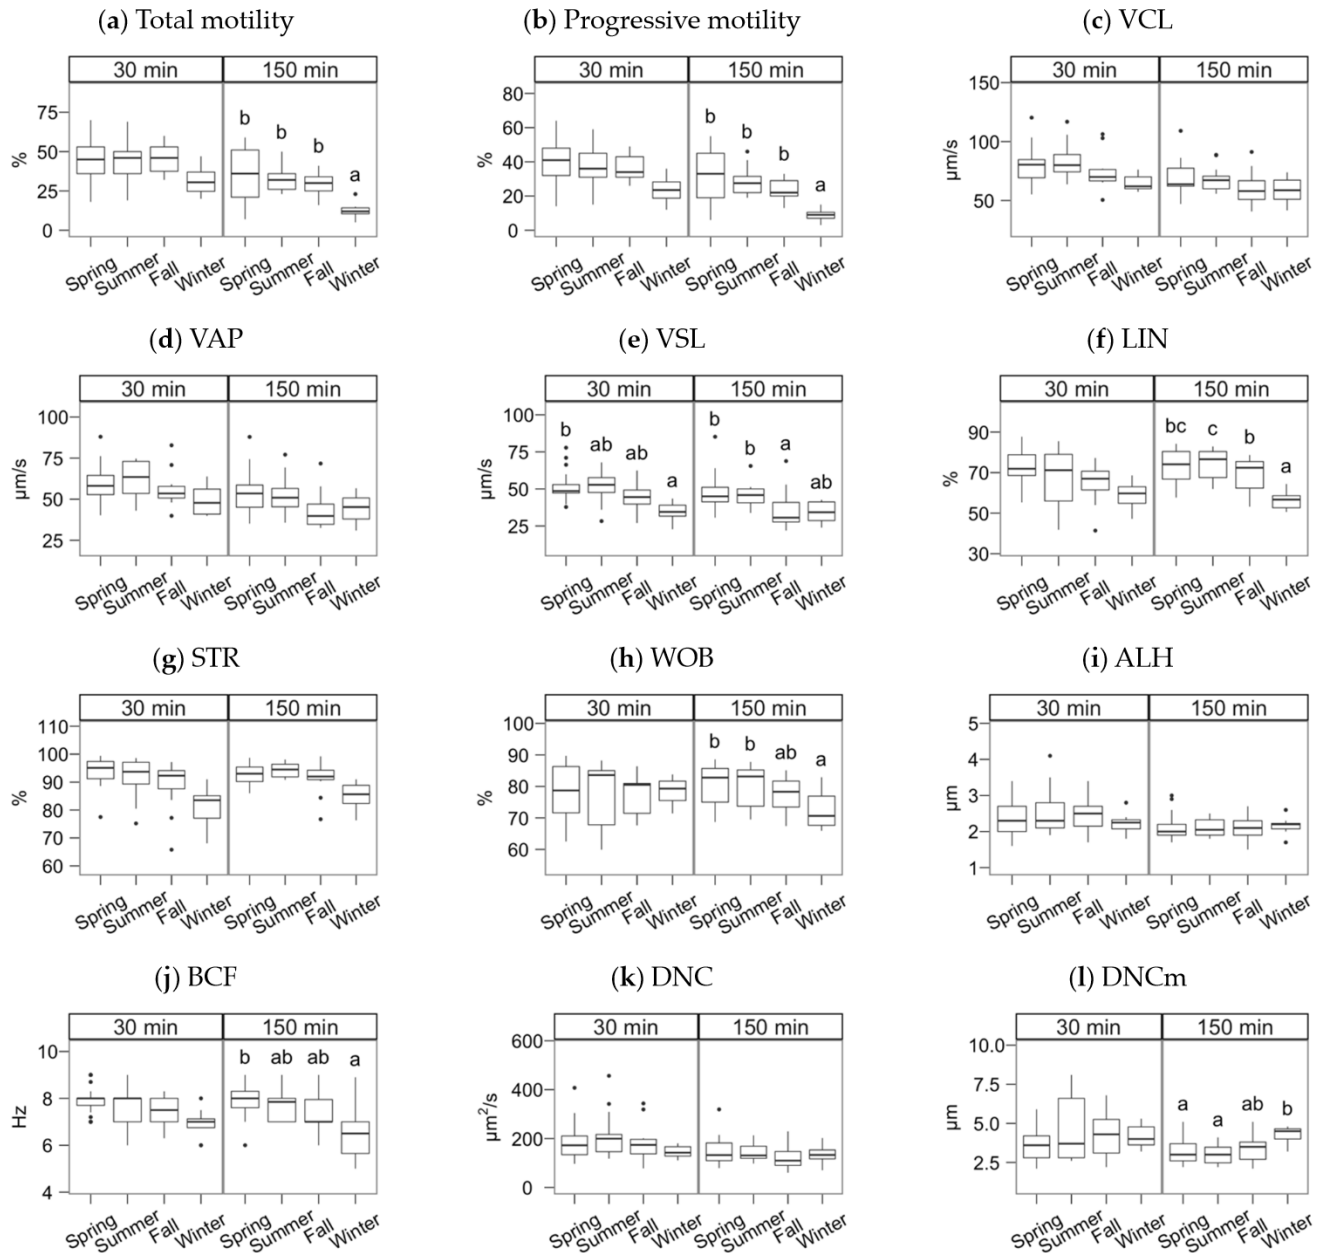 (a) Total motility
(b) Progressive motility
(c) VCL
30 min 150 min
30 min 150 min
30 min 150 min
%
75
50
25
0
b b b a
Spring Summer Fall Winter Spring Summer Fall Winter
%
80
60
40
20
0
b b b a
Spring Summer Fall Winter Spring Summer Fall Winter
µm/s
150
100
50
Spring Summer Fall Winter Spring Summer Fall Winter
(d) VAP
(e) VSL
(f) LIN
30 min 150 min
30 min 150 min
30 min 150 min
µm/s
100
75
50
25
Spring Summer Fall Winter Spring Summer Fall Winter
µm/s
100
75
50
25
b ab ab a b b a ab
Spring Summer Fall Winter Spring Summer Fall Winter
%
90
70
50
30
bc c b a
Spring Summer Fall Winter Spring Summer Fall Winter
(g) STR
(h) WOB
(i) ALH
30 min 150 min
30 min 150 min
30 min 150 min
%
110
100
90
80
75
60
Spring Summer Fall Winter Spring Summer Fall Winter
%
100
90
80
70
60
b b ab a
Spring Summer Fall Winter Spring Summer Fall Winter
µm
5
4
3
2
1
Spring Summer Fall Winter Spring Summer Fall Winter
(j) BCF
(k) DNC
(l) DNCm
30 min 150 min
30 min 150 min
30 min 150 min
Hz
10
8
6
4
b ab ab a
Spring Summer Fall Winter Spring Summer Fall Winter
µm²/s
600
400
200
0
Spring Summer Fall Winter Spring Summer Fall Winter
µm
10.0
7.5
5.0
2.5
a a ab b
Spring Summer Fall Winter Spring Summer Fall Winter